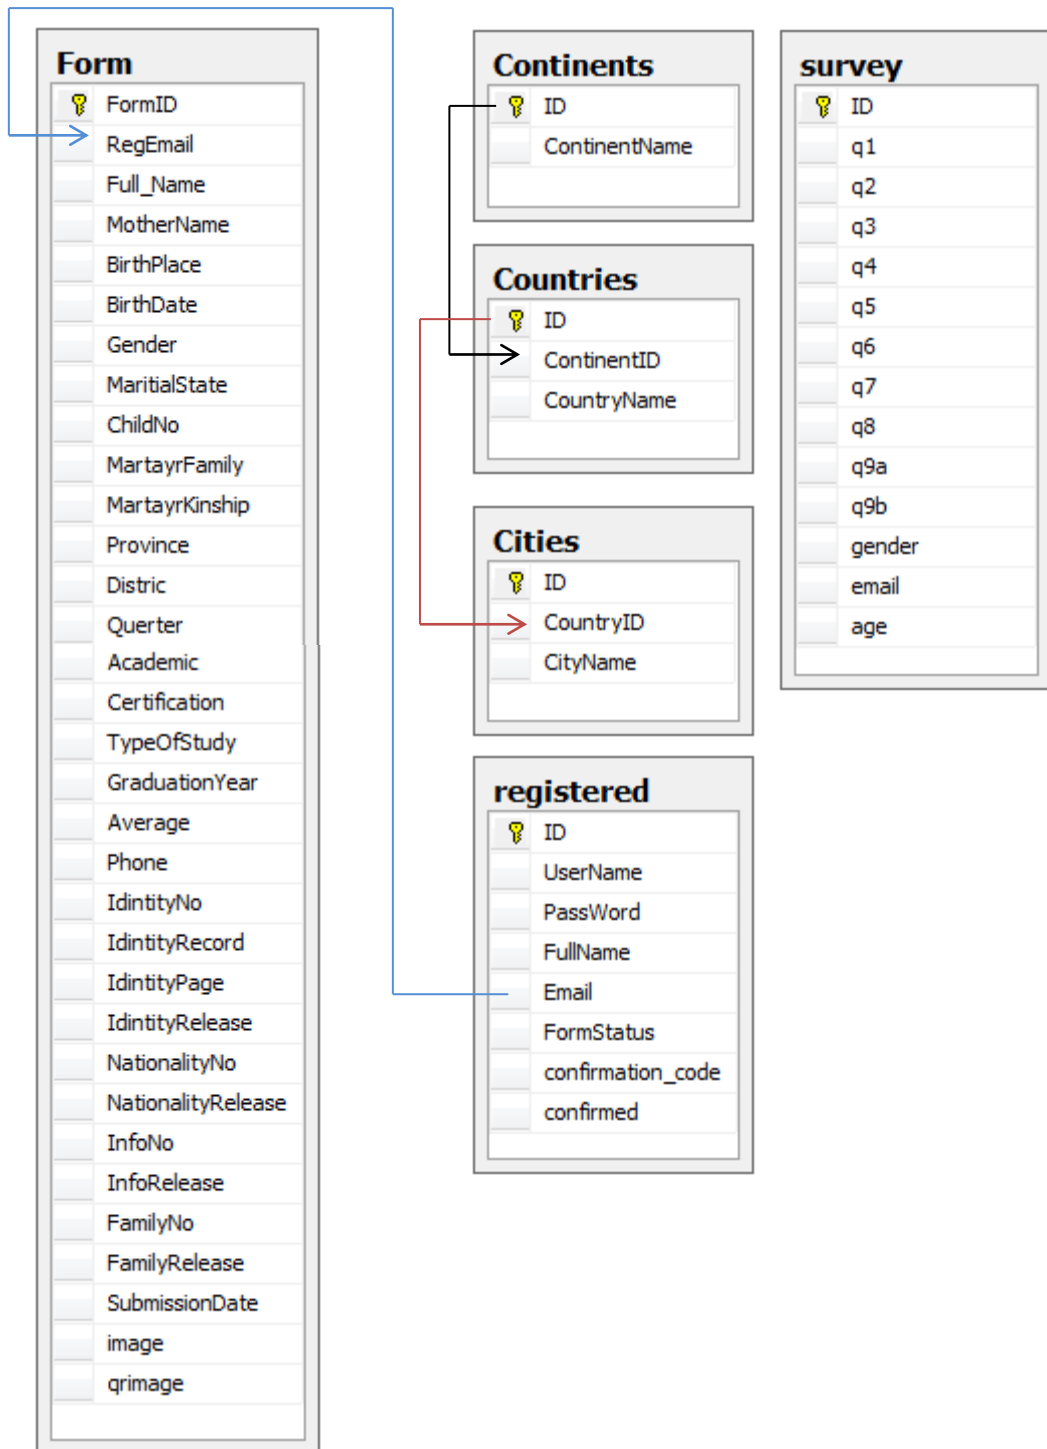 Form
FormID
RegEmail
Full_Name
MotherName
BirthPlace
BirthDate
Gender
MaritialState
ChildNo
MartayrFamily
MartayrKinship
Province
Distric
Querter
Academic
Certification
TypeOfStudy
GraduationYear
Average
Phone
IdintityNo
IdintityRecord
IdintityPage
IdintityRelease
NationalityNo
NationalityRelease
InfoNo
InfoRelease
FamilyNo
FamilyRelease
SubmissionDate
image
qrimage
Continents
ID
ContinentName
Countries
ID
ContinentID
CountryName
Cities
ID
CountryID
CityName
registered
ID
UserName
PassWord
FullName
Email
FormStatus
confirmation_code
confirmed
survey
ID
q1
q2
q3
q4
q5
q6
q7
q8
q9a
q9b
gender
email
age